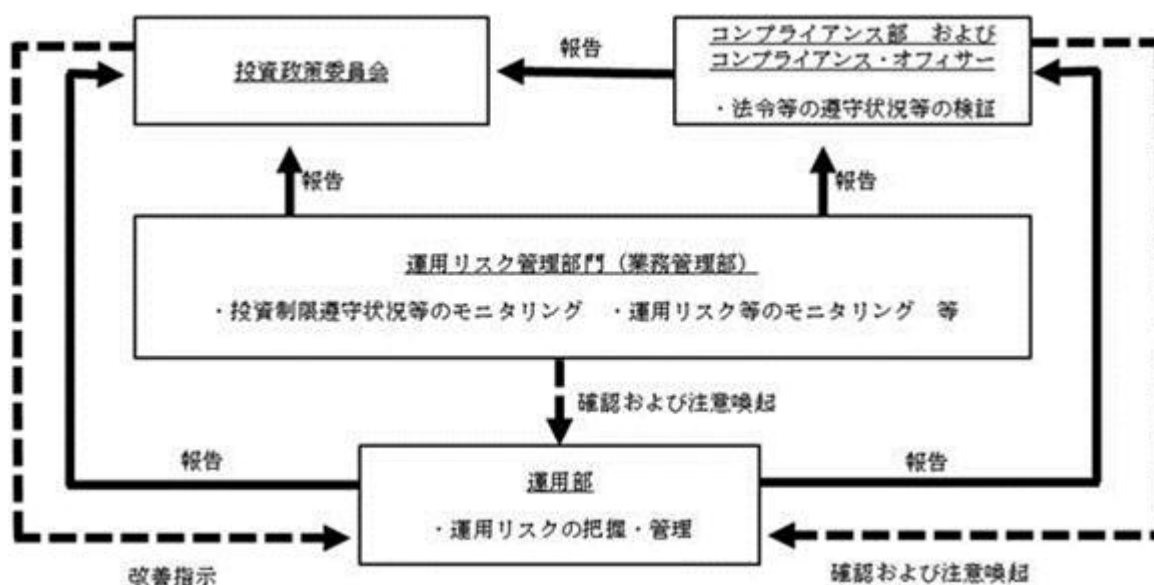 投資政策委員会
報告
コンプライアンス部 および
コンプライアンス・オフィサー
・法令等の遵守状況等の検証
報告
報告
運用リスク管理部門（業務管理部）
・投資制限遵守状況等のモニタリング ・運用リスク等のモニタリング 等
確認および注意喚起
報告
運用部
・運用リスクの把握・管理
報告
改善指示
確認および注意喚起